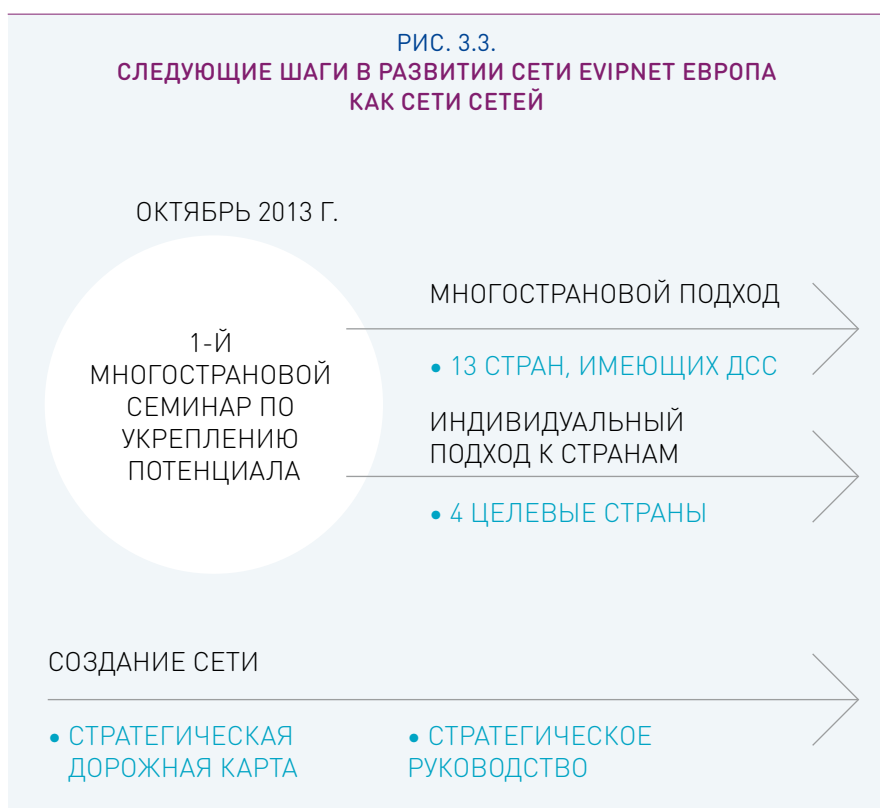 РИС. 3.3.
СЛЕДУЮЩИЕ ШАГИ В РАЗВИТИИ СЕТИ EVIPNET ЕВРОПА
КАК СЕТИ СЕТЕЙ
ОКТЯБРЬ 2013 Г.
1-Й
МНОГОСТРАНОВОЙ
СЕМИНАР ПО
УКРЕПЛЕНИЮ
ПОТЕНЦИАЛА
МНОГОСТРАНОВОЙ ПОДХОД
• 13 СТРАН, ИМЕЮЩИХ ДСС
ИНДИВИДУАЛЬНЫЙ
ПОДХОД К СТРАНАМ
• 4 ЦЕЛЕВЫЕ СТРАНЫ
СОЗДАНИЕ СЕТИ
• СТРАТЕГИЧЕСКАЯ
ДОРОЖНАЯ КАРТА
• СТРАТЕГИЧЕСКОЕ
РУКОВОДСТВО